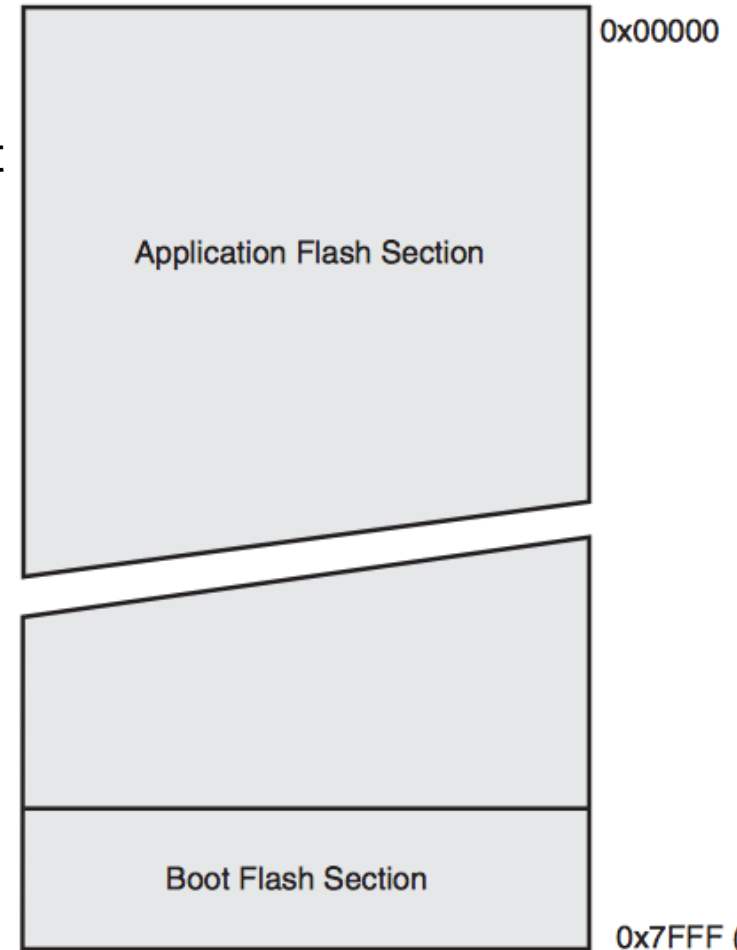 0x00000
Application Flash Section
Boot Flash Section
0x7FFF (